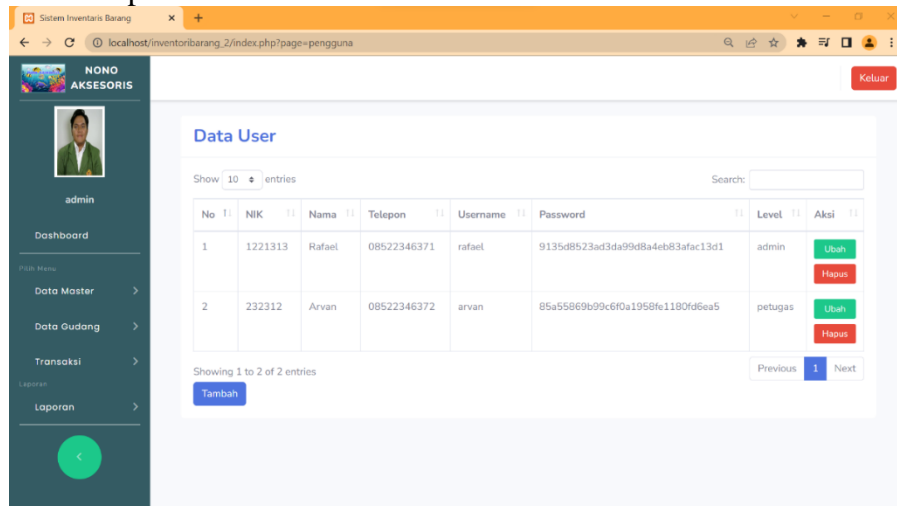 Sistem Inventaris Barang
localhost/inventoribarang_2/index.php?page=pengguna
NONO
AKSESORIS
Keluar
admin
Dashboard
Pilih Menu
Data Master
Data Gudang
Transaksi
Laporan
Laporan
Data User
Show 10 entries
Search:
No NIK Nama Telepon Username Password Level Aksi
1 1221313 Rafael 08522346371 rafael 9135d8523ad3da99d8a4eb83afac13d1 admin Ubah
Hapus
2 232312 Arvan 08522346372 arvan 85a55869b99c6f0a1958fe1180fd6ea5 petugas Ubah
Hapus
Showing 1 to 2 of 2 entries
Previous 1 Next
Tambah